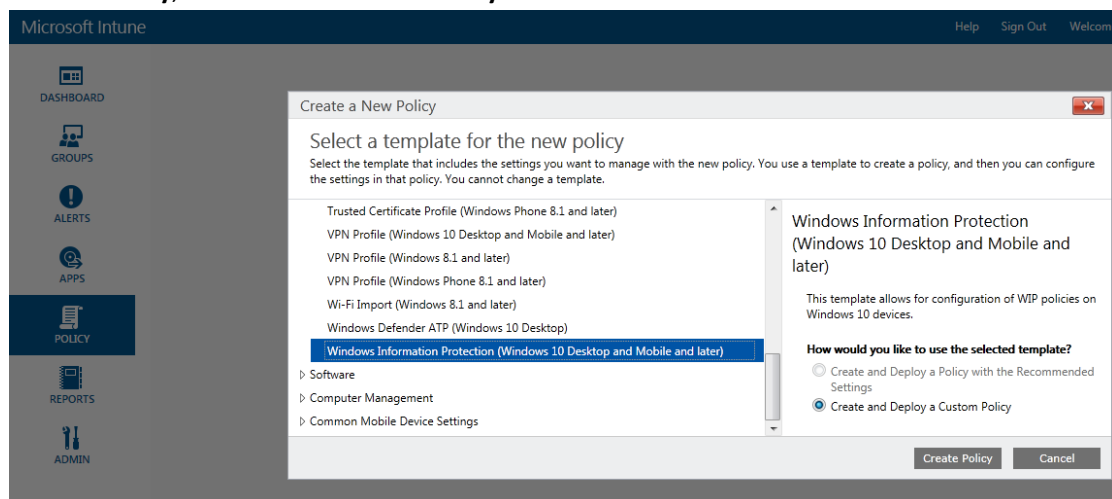 Microsoft Intune
Help Sign Out Welcom
DASHBOARD
GROUPS
ALERTS
APPS
POLICY
REPORTS
ADMIN
Create a New Policy
Select a template for the new policy
Select the template that includes the settings you want to manage with the new policy. You use a template to create a policy, and then you can configure
the settings in that policy. You cannot change a template.
Trusted Certificate Profile (Windows Phone 8.1 and later)
VPN Profile (Windows 10 Desktop and Mobile and later)
VPN Profile (Windows 8.1 and later)
VPN Profile (Windows Phone 8.1 and later)
Wi-Fi Import (Windows 8.1 and later)
Windows Defender ATP (Windows 10 Desktop)
Windows Information Protection (Windows 10 Desktop and Mobile and later)
Software
Computer Management
Common Mobile Device Settings
Windows Information Protection
(Windows 10 Desktop and Mobile and
later)
This template allows for configuration of WIP policies on
Windows 10 devices.
How would you like to use the selected template?
Create and Deploy a Policy with the Recommended
Settings
Create and Deploy a Custom Policy
Create Policy Cancel